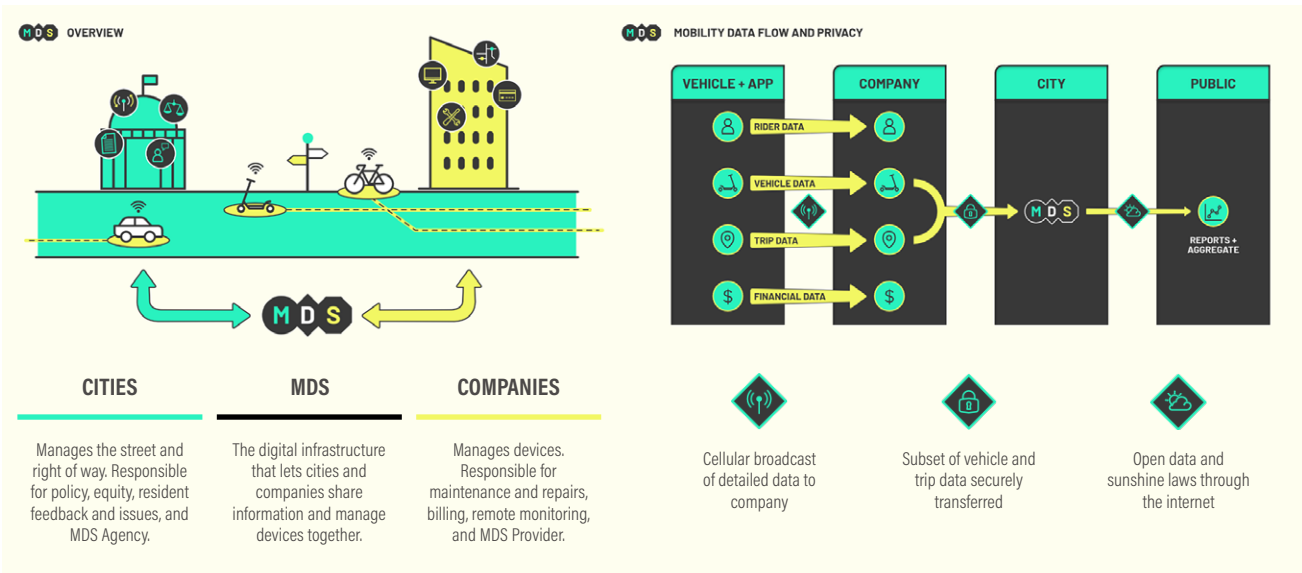 MDS OVERVIEW
CITIES
Manages the street and
right of way. Responsible
for policy, equity, resident
feedback and issues, and
MDS Agency.
MDS
MDS
The digital infrastructure
that lets cities and
companies share
information and manage
devices together.
COMPANIES
Manages devices.
Responsible for
maintenance and repairs,
billing, remote monitoring,
and MDS Provider.
MDS MOBILITY DATA FLOW AND PRIVACY
VEHICLE + APP
COMPANY
CITY
PUBLIC
RIDER DATA
VEHICLE DATA
TRIP DATA
FINANCIAL DATA
$
$
MDS
REPORTS +
AGGREGATE
Cellular broadcast
of detailed data to
company
Subset of vehicle and
trip data securely
transferred
Open data and
sunshine laws through
the internet